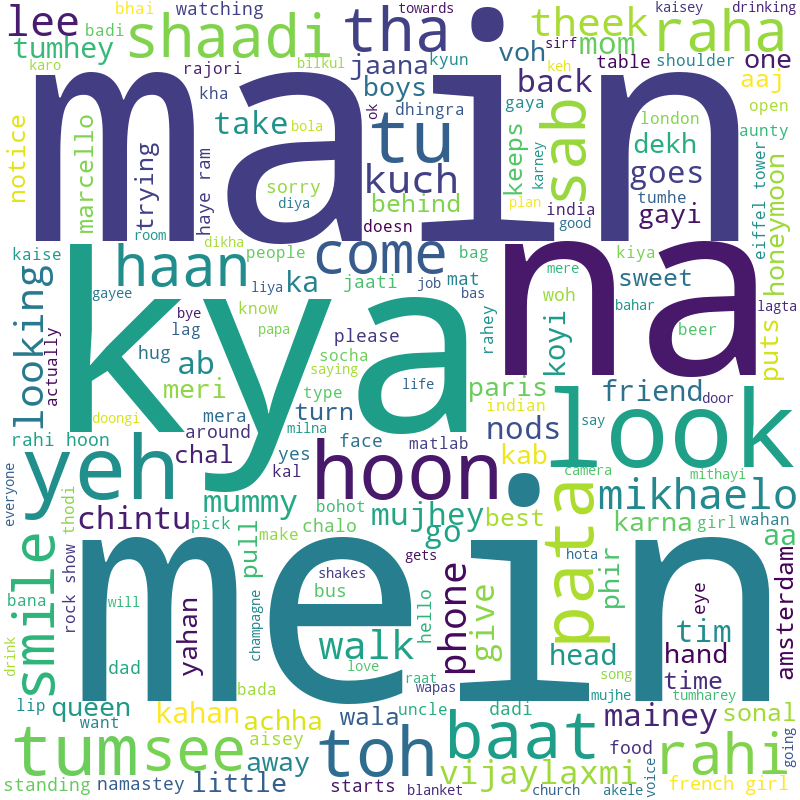 lee
bhai
watching
towards
kaisey
drinking
badi
shaadi
tha
theek
raha
tumhey
voh
mom
sirf
karo
rajori
bilkul
jaana
kyun
keh
table
shoulder
one
main
kha
boys
gaya
back
aaj
notice
marcello
trying
take
bola
ok
dhingra
tu
keeps
karney
sab
london
open
dekh
aunty
haye ram
sorry
kuch
goes
diya
behind
plan
india
tumhe
eiffel tower
room
doesn
good
gayi
honeymoon
kaise
haan
dikha
people
come
bag
na
kiya
looking
gayee
liya
ka
jaati
job
mat
mere
sweet
actually
kyana
bye
know
bas
woh
bahar
lagta
lag
papa
please
rahey
koyi
beer
puts
hug
ab
socha
saying
meri
type
life
paris
friend
door
doongi
mera
turn
indian
look
say
rahi hoon
around
milna
face
matlab
nods
yeh
chal
yes
kal
hoon
kab
camera
mithayi
everyone
thodi
mummy
bohot
mujhey
pata
mikhaelo
chintu
pick
chalo
go
best
karna
girl
wahan
aa
smile
rock show
make
pull
gets
phir
hota
bana
will
yahan
shakes
mein
bus
hello
phone
give
tim
eye
amsterdam
drink
dad
champagne
walk
love
head
hand
song
lip
queen
want
bada
raat
wapas
time
mujhe
tumharey
kahan
achha
wala
uncle
dadi
mainey
sonal
tumsee
aisey
away
toh
baat
food
rahi
going
standing
namastey
little
starts
blanket
vijaylaxmi
church
akele
voice
french girl